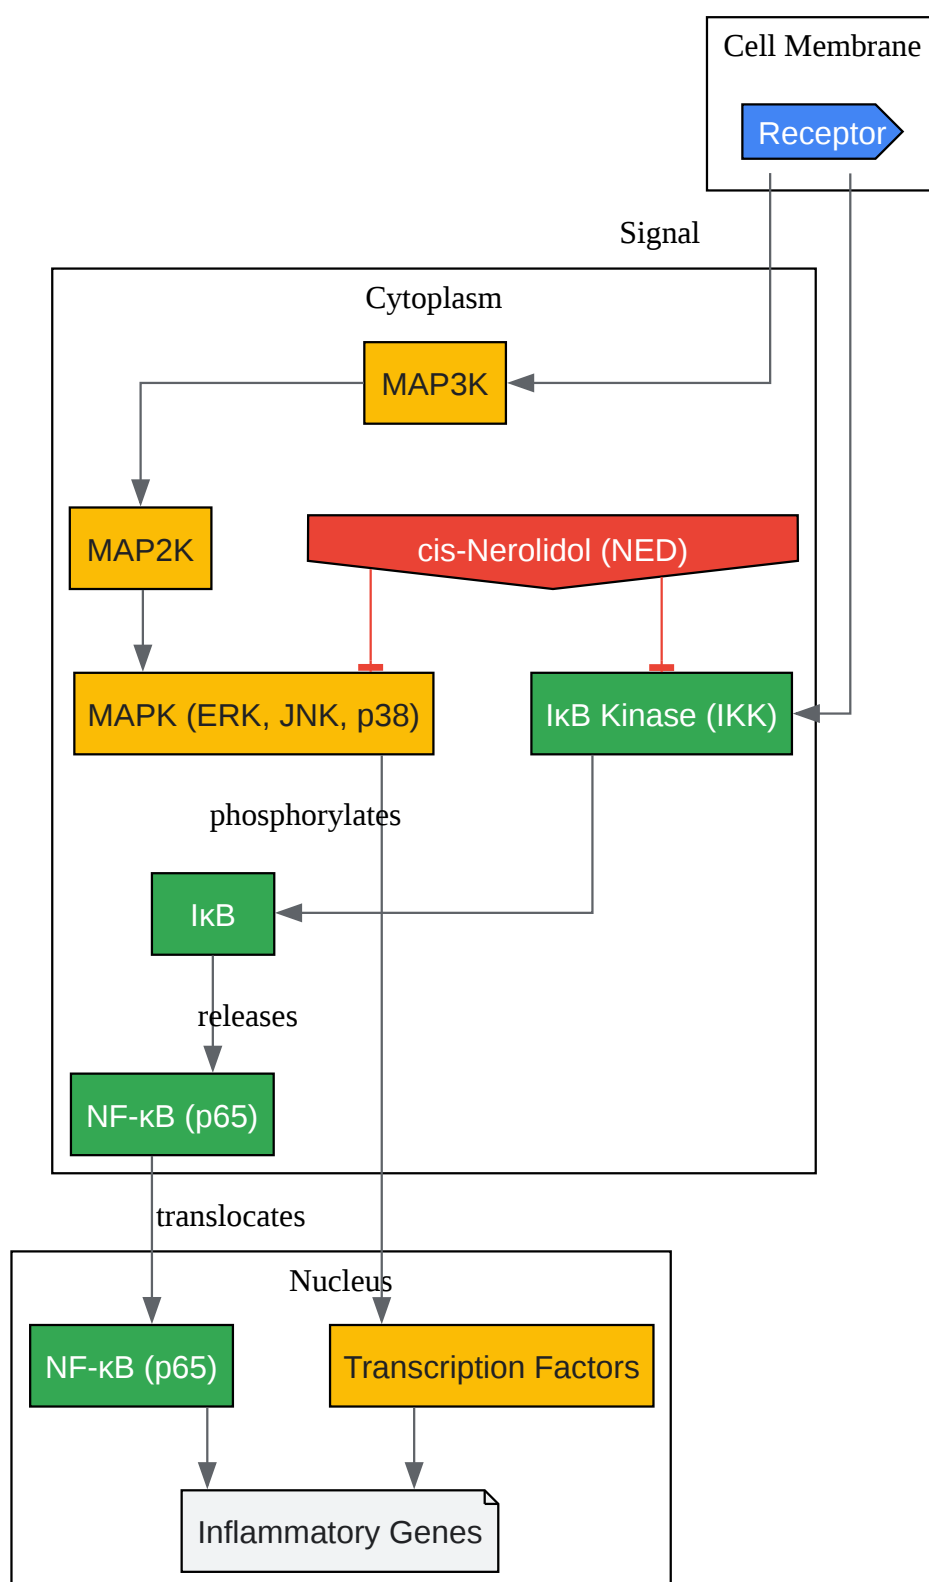 Cell Membrane
Receptor
Signal
Cytoplasm
MAP3K
MAP2K
cis-Nerolidol (NED)
MAPK (ERK, JNK, p38)
IκB Kinase (IKK)
phosphorylates
IκB
releases
NF-κB (p65)
translocates
Nucleus
NF-κB (p65)
Transcription Factors
Inflammatory Genes